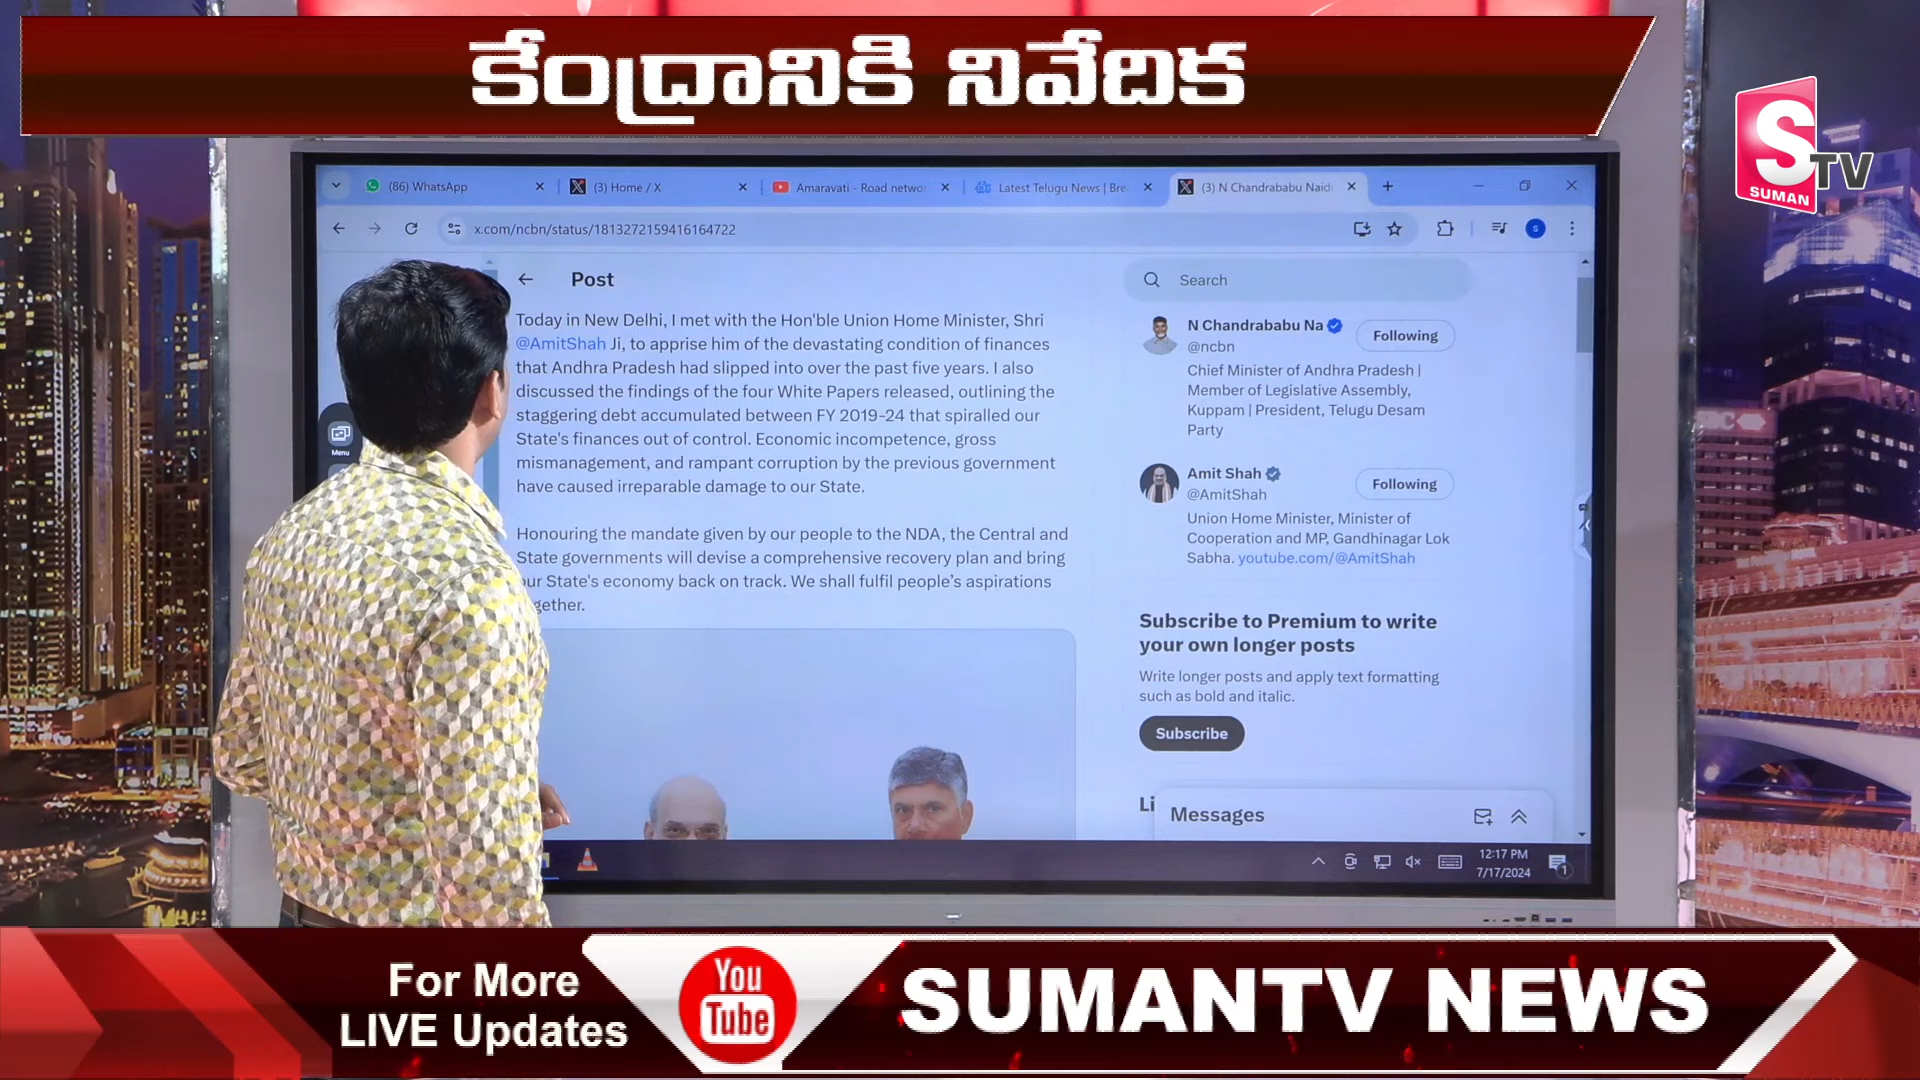 కేంద్రానికి నివేదిక
S
TV
SUMAN
(86) WhatsApp
(3) Home / X
Amaravati - Road networ
Latest Telugu News | Bre
(3) N Chandrababu Naid
x.com/ncbn/status/1813272159416164722
S
Post
Today in New Delhi, I met with the Hon'ble Union Home Minister, Shri
@AmitShah Ji, to apprise him of the devastating condition of finances
that Andhra Pradesh had slipped into over the past five years. I also
discussed the findings of the four White Papers released, outlining the
staggering debt accumulated between FY 2019-24 that spiralled our
State's finances out of control. Economic incompetence, gross
mismanagement, and rampant corruption by the previous government
have caused irreparable damage to our State.
Honouring the mandate given by our people to the NDA, the Central and
State governments will devise a comprehensive recovery plan and bring
ur State's economy back on track. We shall fulfil people's aspirations
gether.
Menu
Search
N Chandrababu Na
@ncbn
Following
Chief Minister of Andhra Pradesh |
Member of Legislative Assembly,
Kuppam | President, Telugu Desam
Party
Amit Shah
@AmitShah
Following
Union Home Minister, Minister of
Cooperation and MP, Gandhinagar Lok
Sabha. youtube.com/@AmitShah
Subscribe to Premium to write
your own longer posts
Write longer posts and apply text formatting
such as bold and italic.
Subscribe
Li
Messages
12:17 PM
7/17/2024
1
For More
LIVE Updates
You
Tube
SUMANTV NEWS